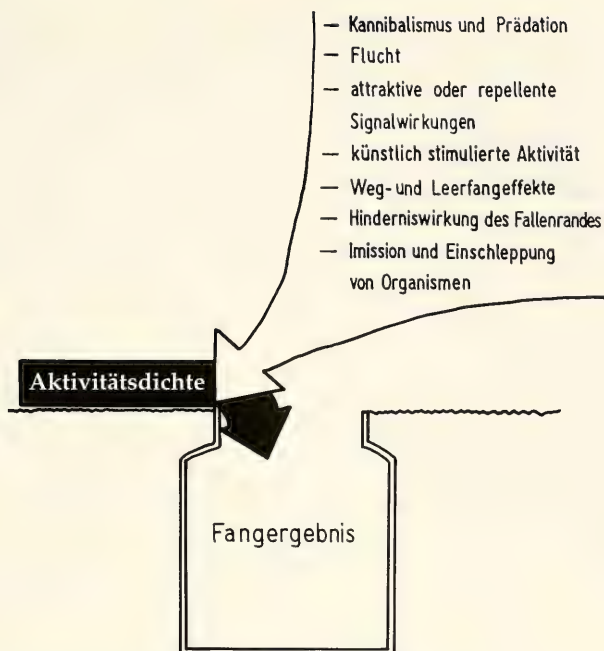 — Kannibalismus und Prädation
— Flucht
— attraktive oder repellente
Signalwirkungen
— künstlich stimulierte Aktivität
— Weg- und Leerfangeffekte
— Hinderniswirkung des Fallenrandes
— Imission und Einschleppung
von Organismen
Aktivitätsdichte
Fangergebnis